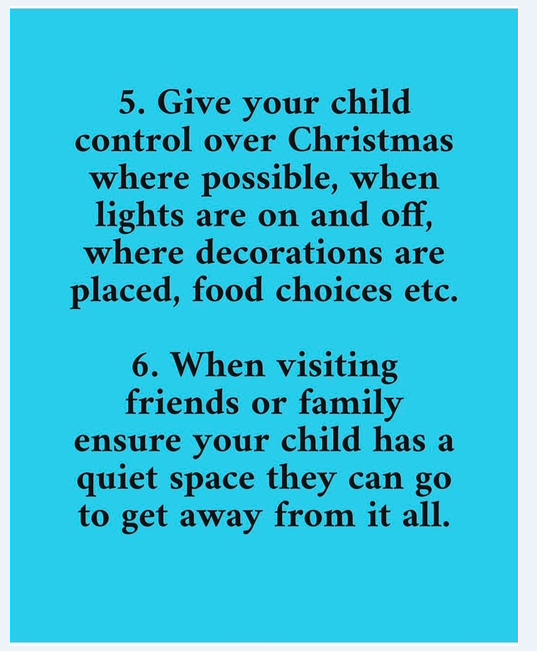 5. Give your child
control over Christmas
where possible, when
lights are on and off,
where decorations are
placed, food choices etc.
6. When visiting
friends or family
ensure your child has a
quiet space they can go
to get away from it all.